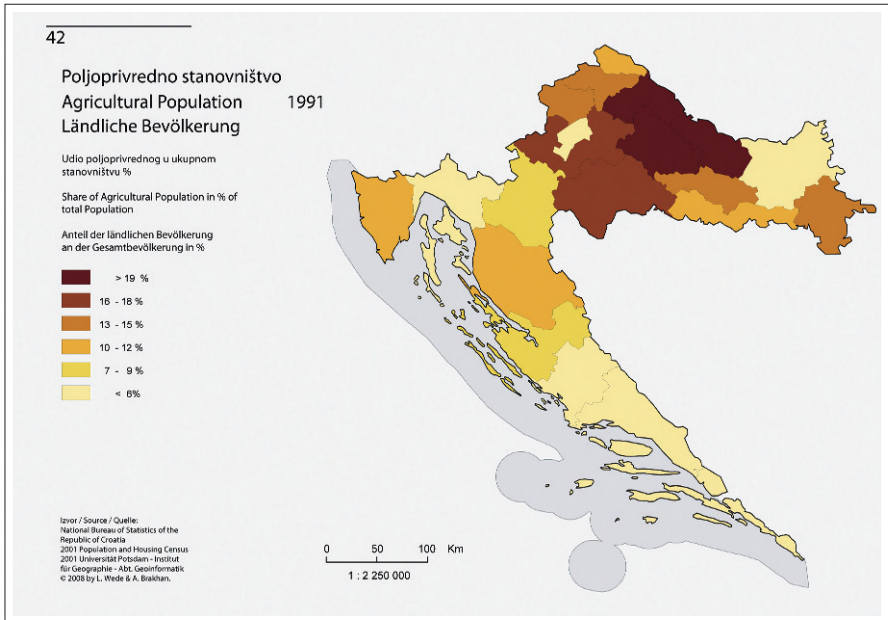 42
Poljoprivredno stanovništvo
Agricultural Population 1991
Ländliche Bevölkerung
Udio poljoprivrednog u ukupnom
stanovništvu %
Share of Agricultural Population in % of
total Population
Anteil der ländlichen Bevölkerung
an der Gesamtbevölkerung in %
> 19 %
16 - 18 %
13 - 15 %
10 - 12 %
7 - 9 %
< 6%
Izvor / Source / Quelle:
National Bureau of Statistics of the
Republic of Croatia
2001 Population and Housing Census
2001 Universität Potsdam - Institut
für Geographie - Abt. Geoinformatik
© 2008 by L. Wede & A. Brakhan.
0 50 100 Km
1 : 2 250 000